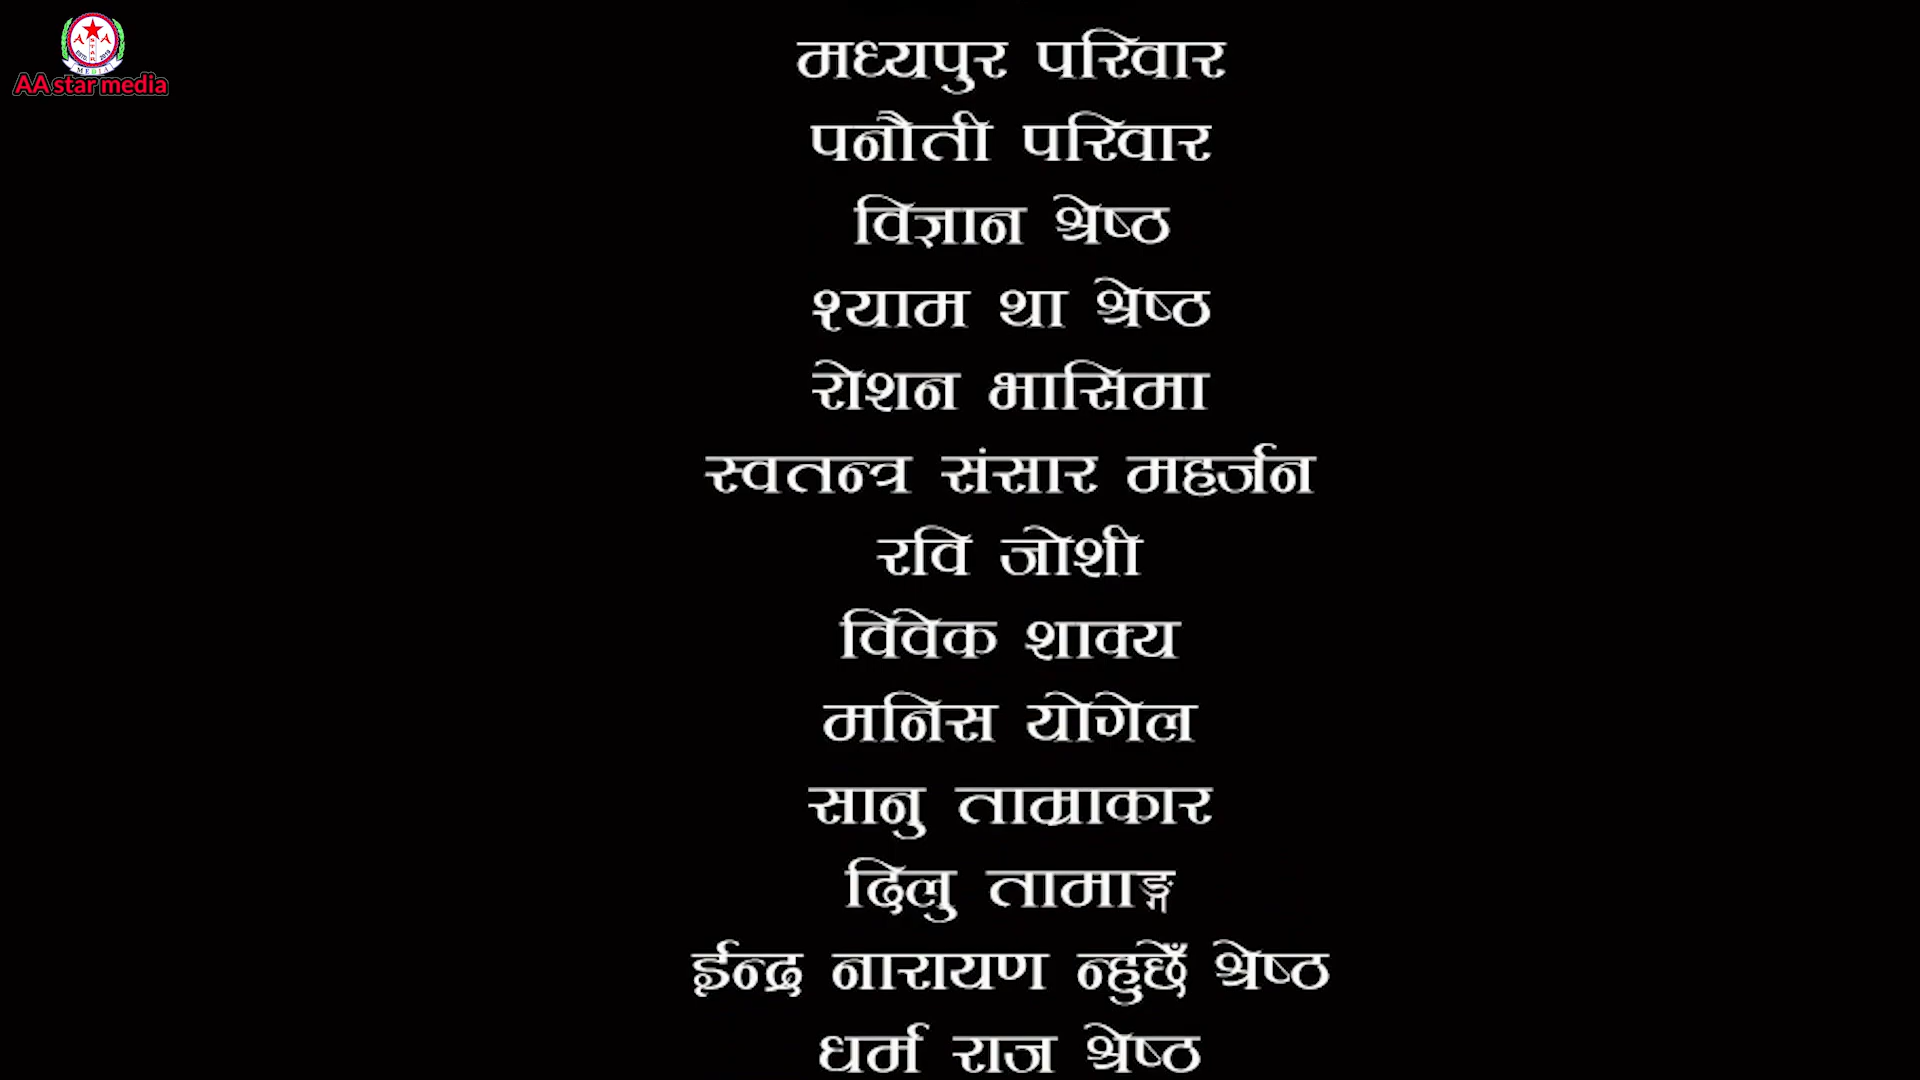 AA star media
मध्यपुर परिवार
पनौती परिवार
विज्ञान श्रेष्ठ
श्याम था श्रेष्ठ
रोशन भासिमा
स्वतन्त्र संसार महर्जन
रवि जोशी
विवेक शाक्य
मनिस योगेल
सानु ताम्राकार
दिलु तामाङ्ग
ईन्द्र नारायण न्हुछेँ श्रेष्ठ
धर्म राज श्रेष्ठ